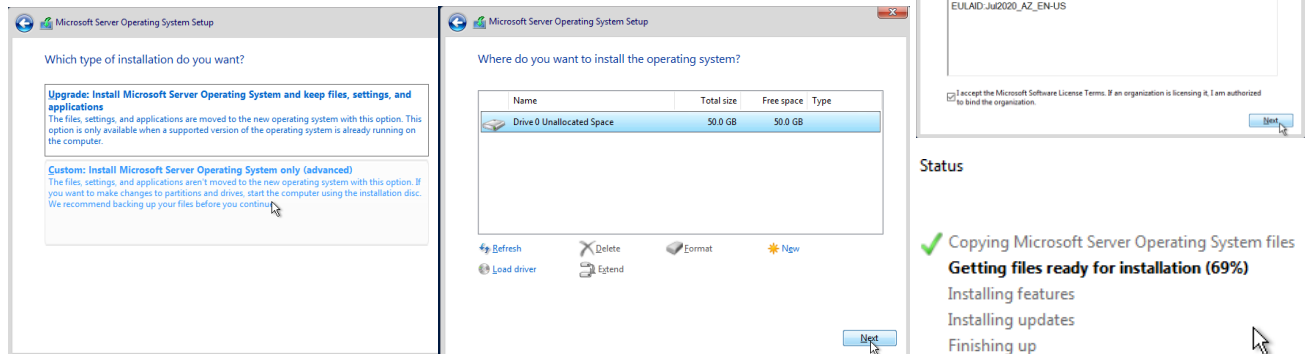 Microsoft Server Operating System Setup
Which type of installation do you want?
Upgrade: Install Microsoft Server Operating System and keep files, settings, and
applications
The files, settings, and applications are moved to the new operating system with this option. This
option is only available when a supported version of the operating system is already running on
the computer.
Custom: Install Microsoft Server Operating System only (advanced)
The files, settings, and applications aren't moved to the new operating system with this option. If
you want to make changes to partitions and drives, start the computer using the installation disc.
We recommend backing up your files before you continue.
Microsoft Server Operating System Setup
Where do you want to install the operating system?
Name Total size Free space Type
Drive 0 Unallocated Space 50.0 GB 50.0 GB
Refresh Delete Format New
Load driver Extend
Next
EULAID:Jul2020_AZ_EN-US
I accept the Microsoft Software License Terms. If an organization is licensing it, I am authorized
to bind the organization.
Next
Status
Copying Microsoft Server Operating System files
Getting files ready for installation (69%)
Installing features
Installing updates
Finishing up